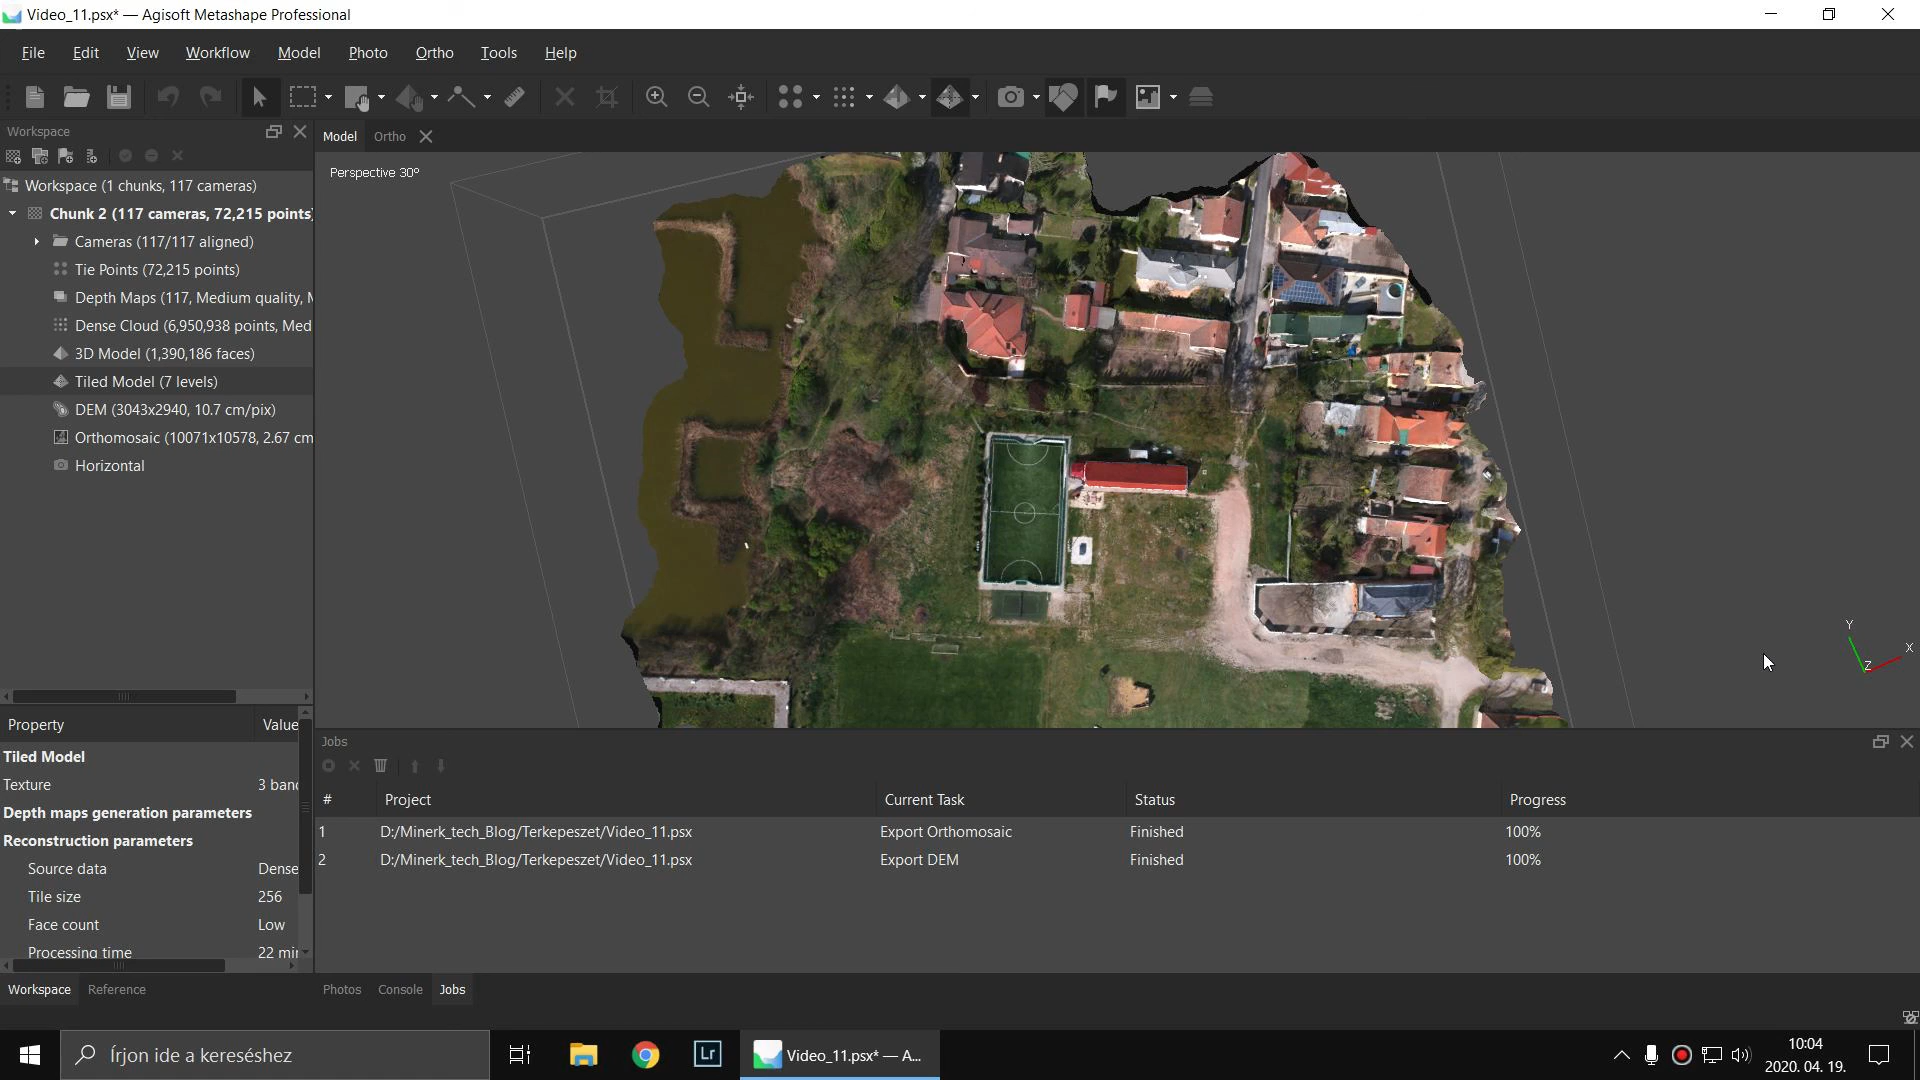 Video_11.psx* — Agisoft Metashape Professional
File Edit View Workflow Model Photo Ortho Tools Help
Workspace
Model Ortho
Perspective 30°
Workspace (1 chunks, 117 cameras)
Chunk 2 (117 cameras, 72,215 points)
Cameras (117/117 aligned)
Tie Points (72,215 points)
Depth Maps (117, Medium quality, M
Dense Cloud (6,950,938 points, Med
3D Model (1,390,186 faces)
Tiled Model (7 levels)
DEM (3043x2940, 10.7 cm/pix)
Orthomosaic (10071x10578, 2.67 cm
Horizontal
Y
X
Z
Property Value
Tiled Model
Texture 3 band
Depth maps generation parameters
Reconstruction parameters
Source data Dense
Tile size 256
Face count Low
Processing time 22 min
Jobs
# Project Current Task Status Progress
1 D:/Minerk_tech_Blog/Terkepeszet/Video_11.psx Export Orthomosaic Finished 100%
2 D:/Minerk_tech_Blog/Terkepeszet/Video_11.psx Export DEM Finished 100%
Workspace Reference
Photos Console Jobs
Írjon ide a kereséshez
Lr
Video_11.psx* — A...
10:04
2020. 04. 19.